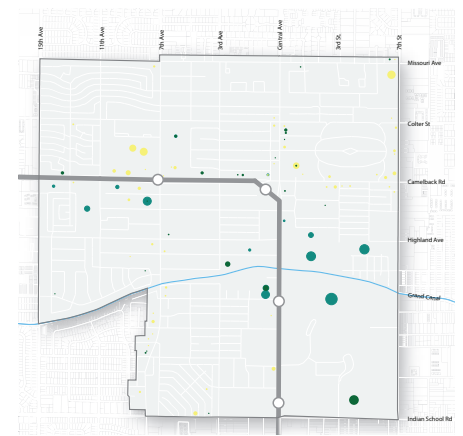 15th Ave
11th Ave
7th Ave
3rd Ave
Central Ave
3rd St.
7th St
Missouri Ave
Colter St
Camelback Rd
Highland Ave
Grand Canal
Indian School Rd